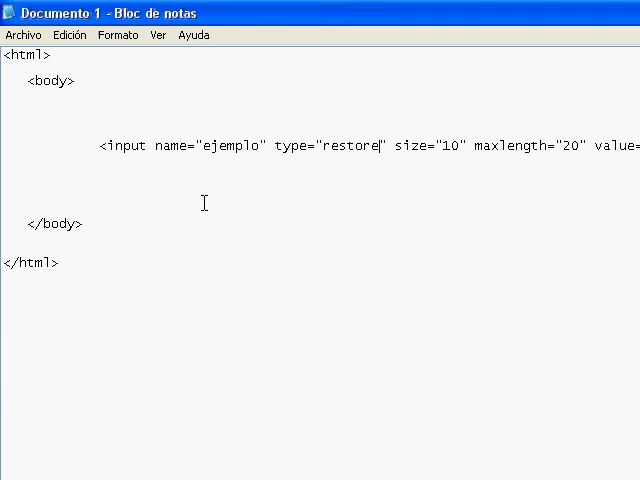 Documento 1 - Bloc de notas
Archivo Edición Formato Ver Ayuda
<html>
<body>
<input name="ejemplo" type="restore" size="10" maxlength="20" value=
</body>
</html>